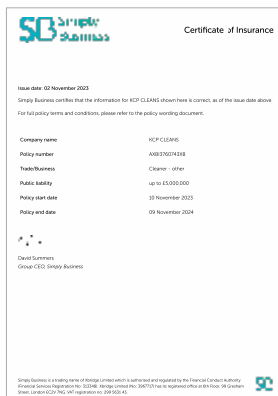 Simply
Business
Certificate of Insurance
Issue date: 02 November 2023
Simply Business certifies that the information for KCP CLEANS shown here is correct, as of the issue date above.
For full policy terms and conditions, please refer to the policy wording document.
Company name KCP CLEANS
Policy number
Trade/Business Cleaner - other
Public liability up to £5,000,000
Policy start date 10 November 2023
Policy end date 09 November 2024
David Summers
Group CEO, Simply Business
Simply Business is a trading name of Xbridge Limited which is authorised and regulated by the Financial Conduct Authority
(Financial Services Registration No: 313348). Xbridge Limited (No: 3967717) has its registered office at 6th Floor, 99 Gresham
Street, London EC2V 7NG. VAT registration no: 299 5631 43.